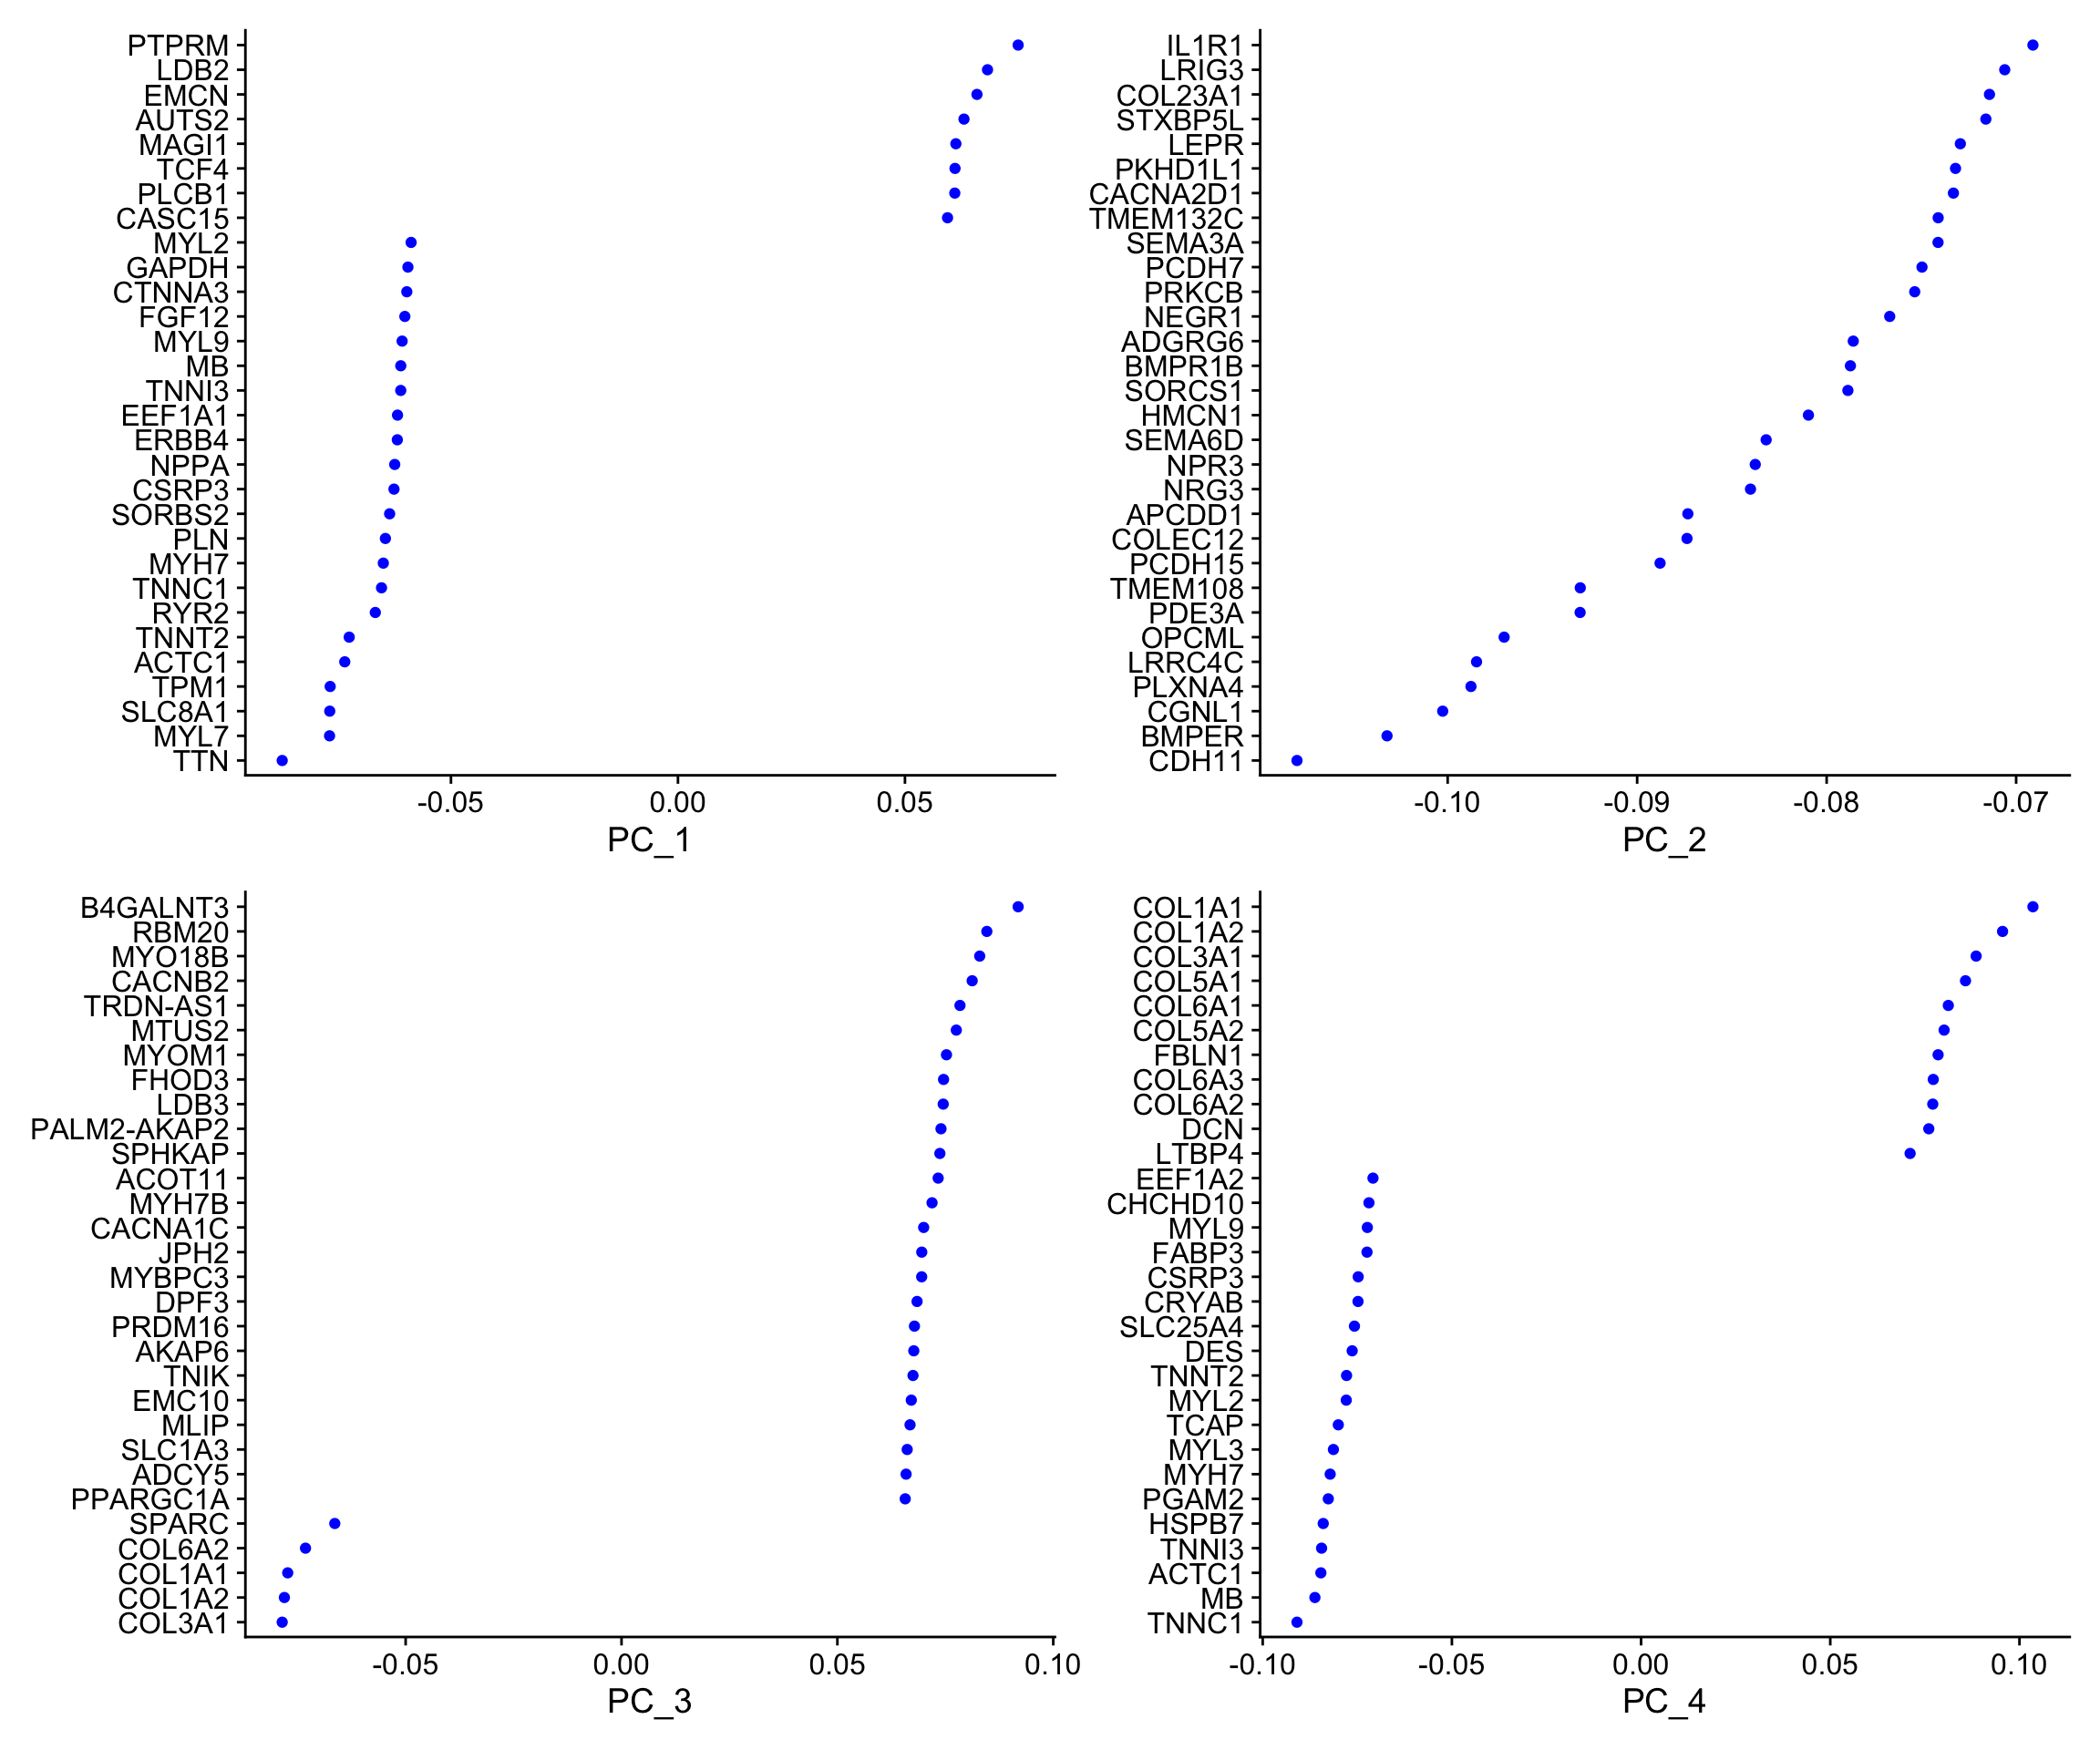 PTPRM
LDB2
EMCN
AUTS2
MAGI1
TCF4
PLCB1
CASC15
MYL2
GAPDH
CTNNA3
FGF12
MYL9
MB
TNNI3
EEF1A1
ERBB4
NPPA
CSRP3
SORBS2
PLN
MYH7
TNNC1
RYR2
TNNT2
ACTC1
TPM1
SLC8A1
MYL7
TTN
-0.05 0.00 0.05
PC_1
IL1R1
LRIG3
COL23A1
STXBP5L
LEPR
PKHD1L1
CACNA2D1
TMEM132C
SEMA3A
PCDH7
PRKCB
NEGR1
ADGRG6
BMPR1B
SORCS1
HMCN1
SEMA6D
NPR3
NRG3
APCDD1
COLEC12
PCDH15
TMEM108
PDE3A
OPCML
LRRC4C
PLXNA4
CGNL1
BMPER
CDH11
-0.10 -0.09 -0.08 -0.07
PC_2
B4GALNT3
RBM20
MYO18B
CACNB2
TRDN-AS1
MTUS2
MYOM1
FHOD3
LDB3
PALM2-AKAP2
SPHKAP
ACOT11
MYH7B
CACNA1C
JPH2
MYBPC3
DPF3
PRDM16
AKAP6
TNIK
EMC10
MLIP
SLC1A3
ADCY5
PPARGC1A
SPARC
COL6A2
COL1A1
COL1A2
COL3A1
-0.05 0.00 0.05 0.10
PC_3
COL1A1
COL1A2
COL3A1
COL5A1
COL6A1
COL5A2
FBLN1
COL6A3
COL6A2
DCN
LTBP4
EEF1A2
CHCHD10
MYL9
FABP3
CSRP3
CRYAB
SLC25A4
DES
TNNT2
MYL2
TCAP
MYL3
MYH7
PGAM2
HSPB7
TNNI3
ACTC1
MB
TNNC1
-0.10 -0.05 0.00 0.05 0.10
PC_4